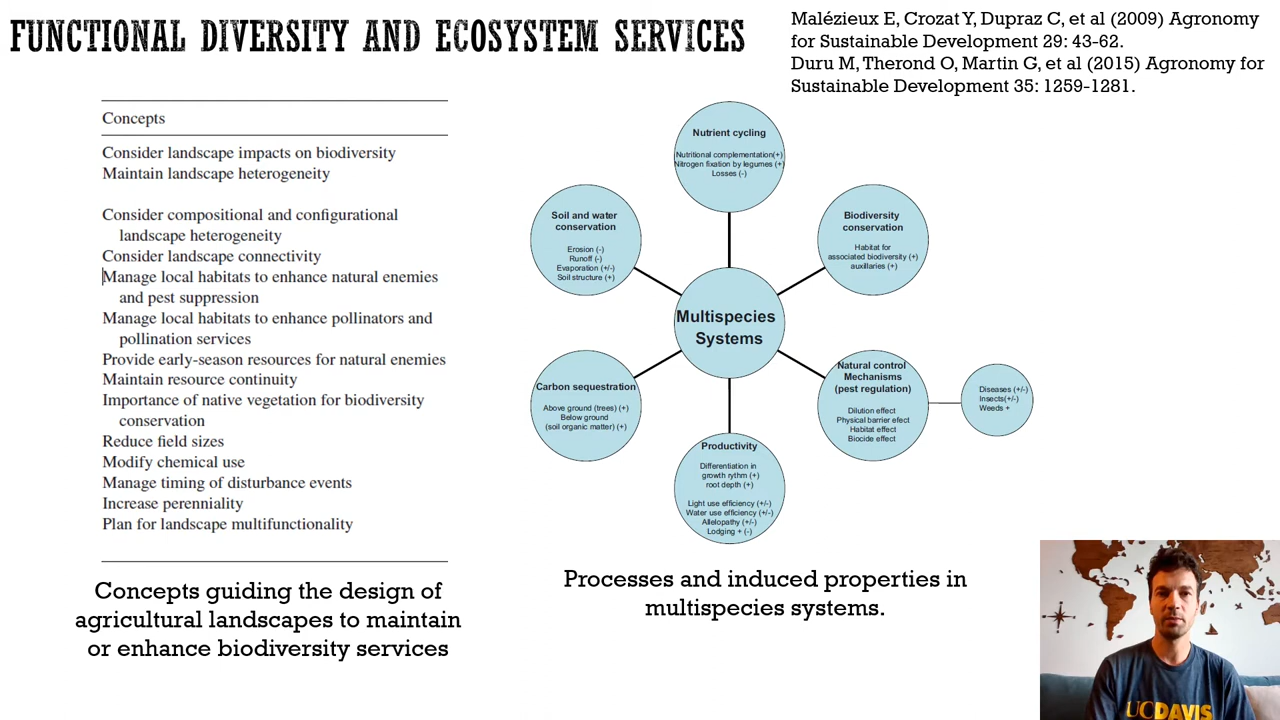 FUNCTIONAL DIVERSITY AND ECOSYSTEM SERVICES
Malézieux E, Crozat Y, Dupraz C, et al (2009) Agronomy
for Sustainable Development 29: 43-62.
Duru M, Therond O, Martin G, et al (2015) Agronomy for
Sustainable Development 35: 1259-1281.
Concepts
Consider landscape impacts on biodiversity
Maintain landscape heterogeneity
Consider compositional and configurational
landscape heterogeneity
Consider landscape connectivity
Manage local habitats to enhance natural enemies
and pest suppression
Manage local habitats to enhance pollinators and
pollination services
Provide early-season resources for natural enemies
Maintain resource continuity
Importance of native vegetation for biodiversity
conservation
Reduce field sizes
Modify chemical use
Manage timing of disturbance events
Increase perenniality
Plan for landscape multifunctionality
Concepts guiding the design of
agricultural landscapes to maintain
or enhance biodiversity services
Nutrient cycling
Nutritional complementation(+)
Nitrogen fixation by legumes (+)
Losses (-)
Soil and water
conservation
Erosion (-)
Runoff (-)
Evaporation (+/-)
Soil structure (+)
Biodiversity
conservation
Habitat for
associated biodiversity (+)
auxillaries (+)
Multispecies
Systems
Carbon sequestration
Above ground (trees) (+)
Below ground
(soil organic matter) (+)
Natural control
Mechanisms
(pest regulation)
Dilution effect
Physical barrier efect
Habitat effect
Biocide effect
Diseases (+/-)
Insects(+/-)
Weeds +
Productivity
Differentiation in
growth rythm (+)
root depth (+)
Light use efficiency (+/-)
Water use efficiency (+/-)
Allelopathy (+/-)
Lodging + (-)
Processes and induced properties in
multispecies systems.
UC DAVIS